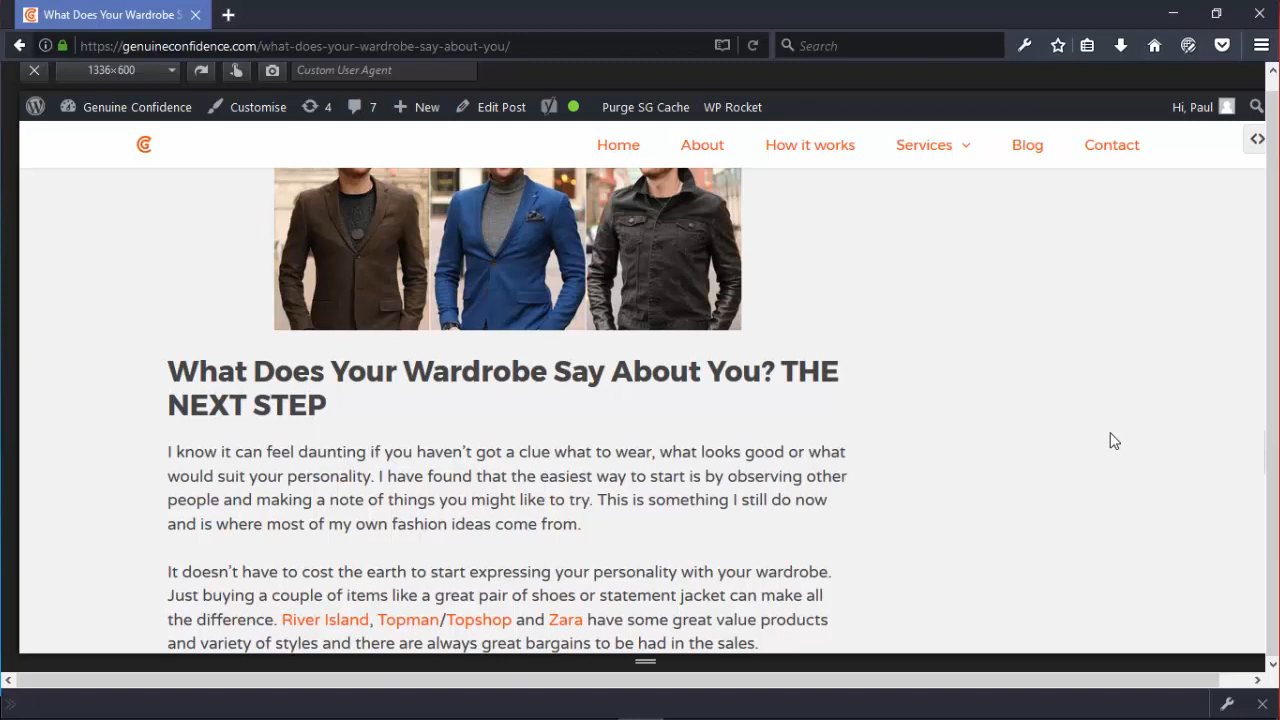 What Does Your Wardrobe S
https://genuineconfidence.com/what-does-your-wardrobe-say-about-you/
Search
1336×600
Custom User Agent
Genuine Confidence
Customise
4
7
New
Edit Post
Purge SG Cache
WP Rocket
Hi, Paul
Home
About
How it works
Services
Blog
Contact
What Does Your Wardrobe Say About You? THE
NEXT STEP
I know it can feel daunting if you haven't got a clue what to wear, what looks good or what
would suit your personality. I have found that the easiest way to start is by observing other
people and making a note of things you might like to try. This is something I still do now
and is where most of my own fashion ideas come from.
It doesn't have to cost the earth to start expressing your personality with your wardrobe.
Just buying a couple of items like a great pair of shoes or statement jacket can make all
the difference. River Island, Topman/Topshop and Zara have some great value products
and variety of styles and there are always great bargains to be had in the sales.